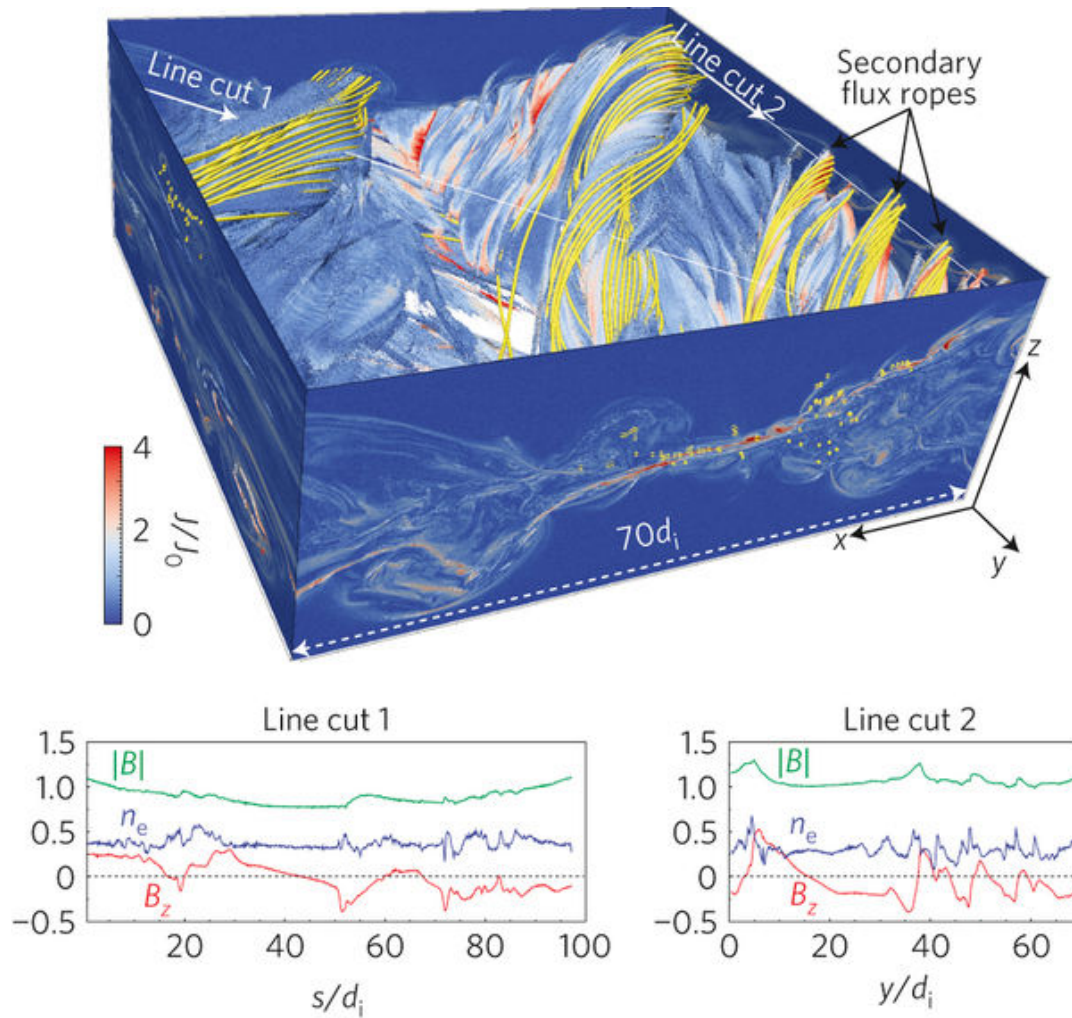 Line cut 1
Line cut 2
Secondary
flux ropes
z
x
y
70dᵢ
4
2
0
J/J₀
Line cut 1
1.5
1.0
0.5
0
−0.5
|B|
nₑ
B_z
20 40 60 80 100
s/dᵢ
Line cut 2
1.5
1.0
0.5
0
−0.5
|B|
nₑ
B_z
0 20 40 60
y/dᵢ